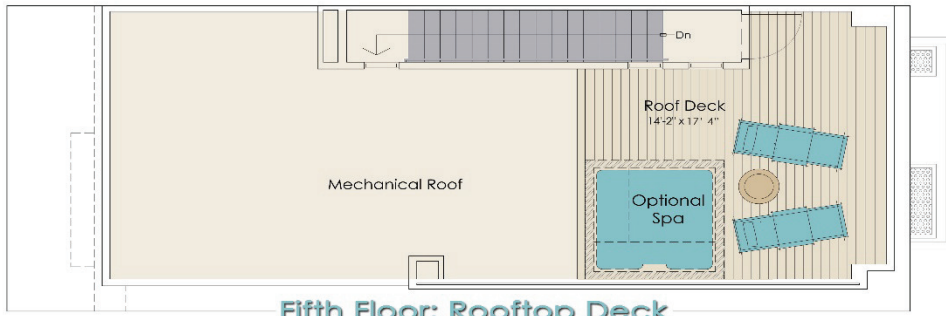 Dn
Roof Deck
14'-2" x 17' 4"
Mechanical Roof
Optional
Spa
Fifth Floor: Rooftop Deck